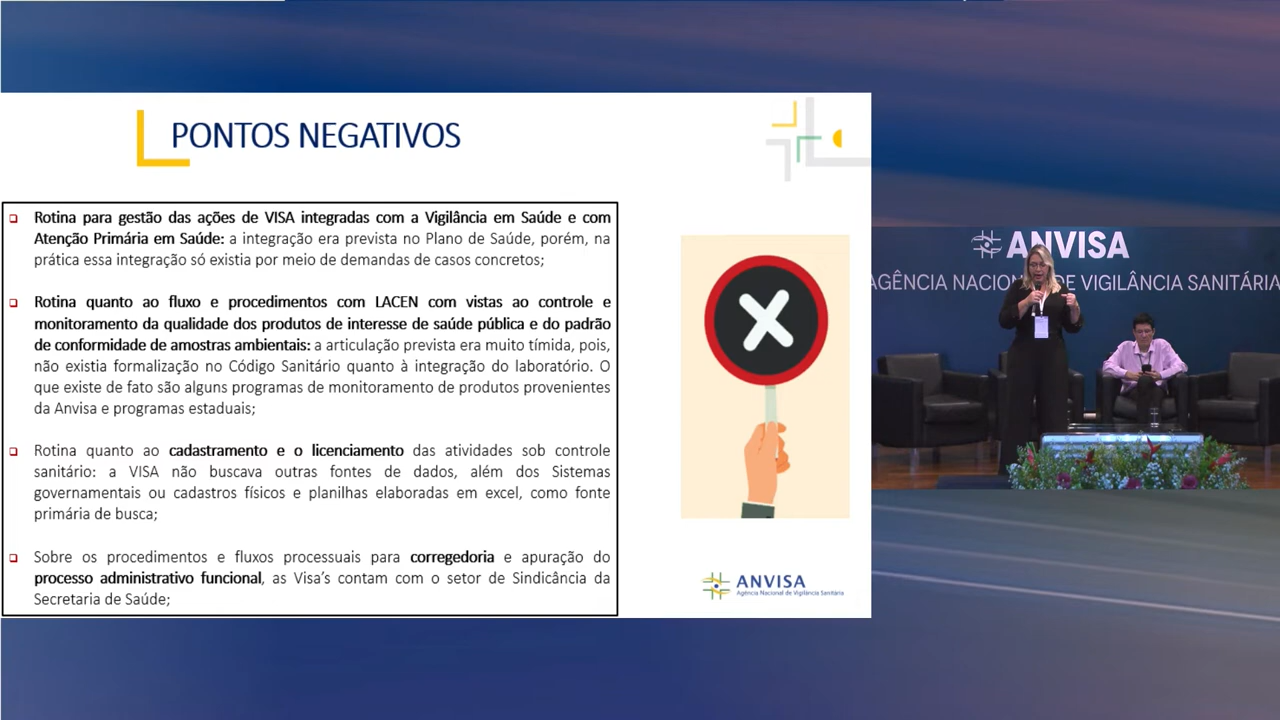 PONTOS NEGATIVOS
Rotina para gestão das ações de VISA integradas com a Vigilância em Saúde e com
Atenção Primária em Saúde: a integração era prevista no Plano de Saúde, porém, na
prática essa integração só existia por meio de demandas de casos concretos;
Rotina quanto ao fluxo e procedimentos com LACEN com vistas ao controle e
monitoramento da qualidade dos produtos de interesse de saúde pública e do padrão
de conformidade de amostras ambientais: a articulação prevista era muito tímida, pois,
não existia formalização no Código Sanitário quanto à integração do laboratório. O
que existe de fato são alguns programas de monitoramento de produtos provenientes
da Anvisa e programas estaduais;
Rotina quanto ao cadastramento e o licenciamento das atividades sob controle
sanitário: a VISA não buscava outras fontes de dados, além dos Sistemas
governamentais ou cadastros físicos e planilhas elaboradas em excel, como fonte
primária de busca;
Sobre os procedimentos e fluxos processuais para corregedoria e apuração do
processo administrativo funcional, as Visa's contam com o setor de Sindicância da
Secretaria de Saúde;
ANVISA
Agência Nacional de Vigilância Sanitária
ANVISA
AGÊNCIA NACIONAL DE VIGILÂNCIA SANITÁRIA